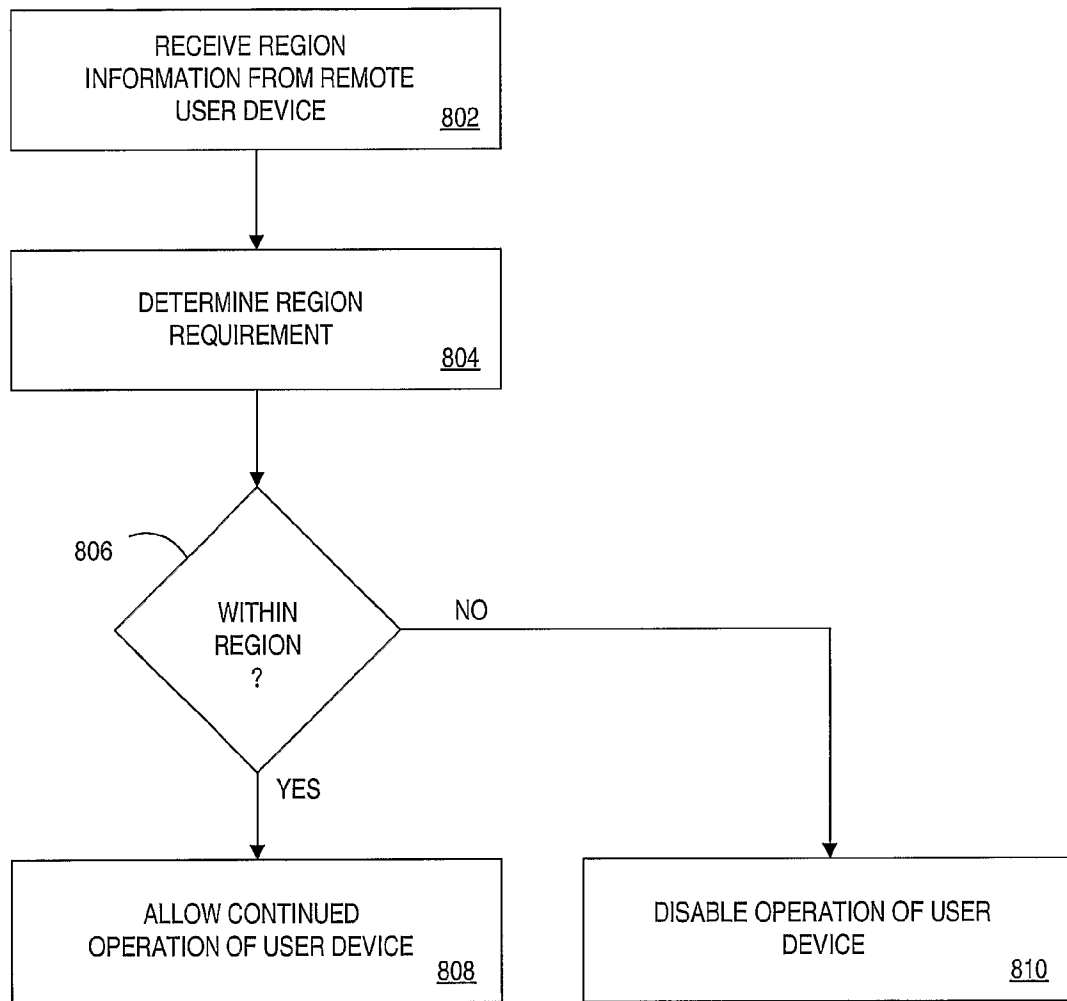 RECEIVE REGION
INFORMATION FROM REMOTE
USER DEVICE
802
DETERMINE REGION
REQUIREMENT
804
806
WITHIN
REGION
?
NO
YES
ALLOW CONTINUED
OPERATION OF USER DEVICE
808
DISABLE OPERATION OF USER
DEVICE
810